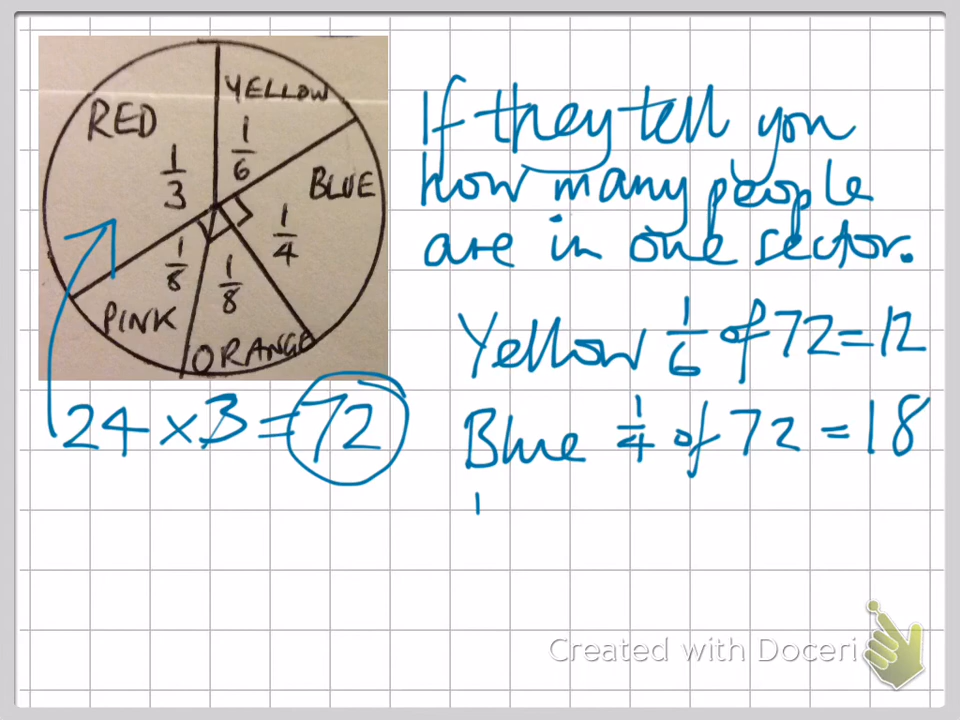 YELLOW
RED
1/6
1/3
BLUE
1/4
1/8
1/8
PINK
ORANGE
If they tell you
how many people
are in one sector.
Yellow 1/6 of 72=12
24 x 3 = 72
Blue 1/4 of 72 = 18
Created with Doceri